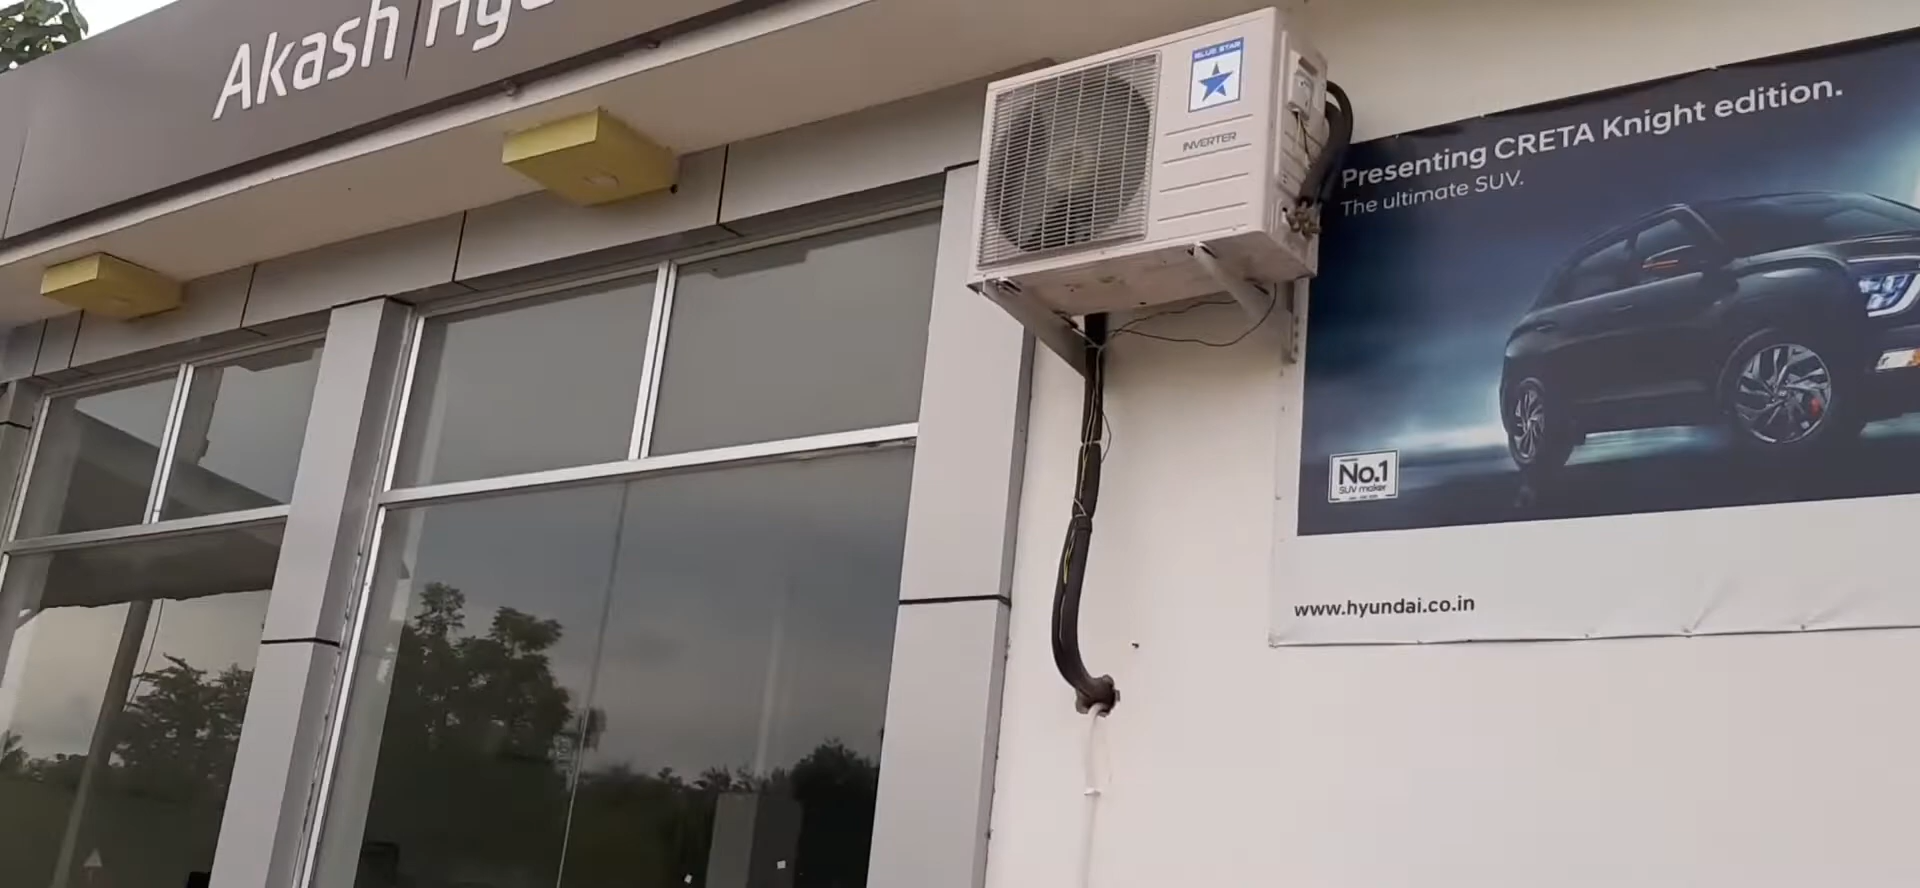 Akash
BLUE STAR
INVERTER
Presenting CRETA Knight edition.
The ultimate SUV.
No.1
SUV maker
www.hyundai.co.in